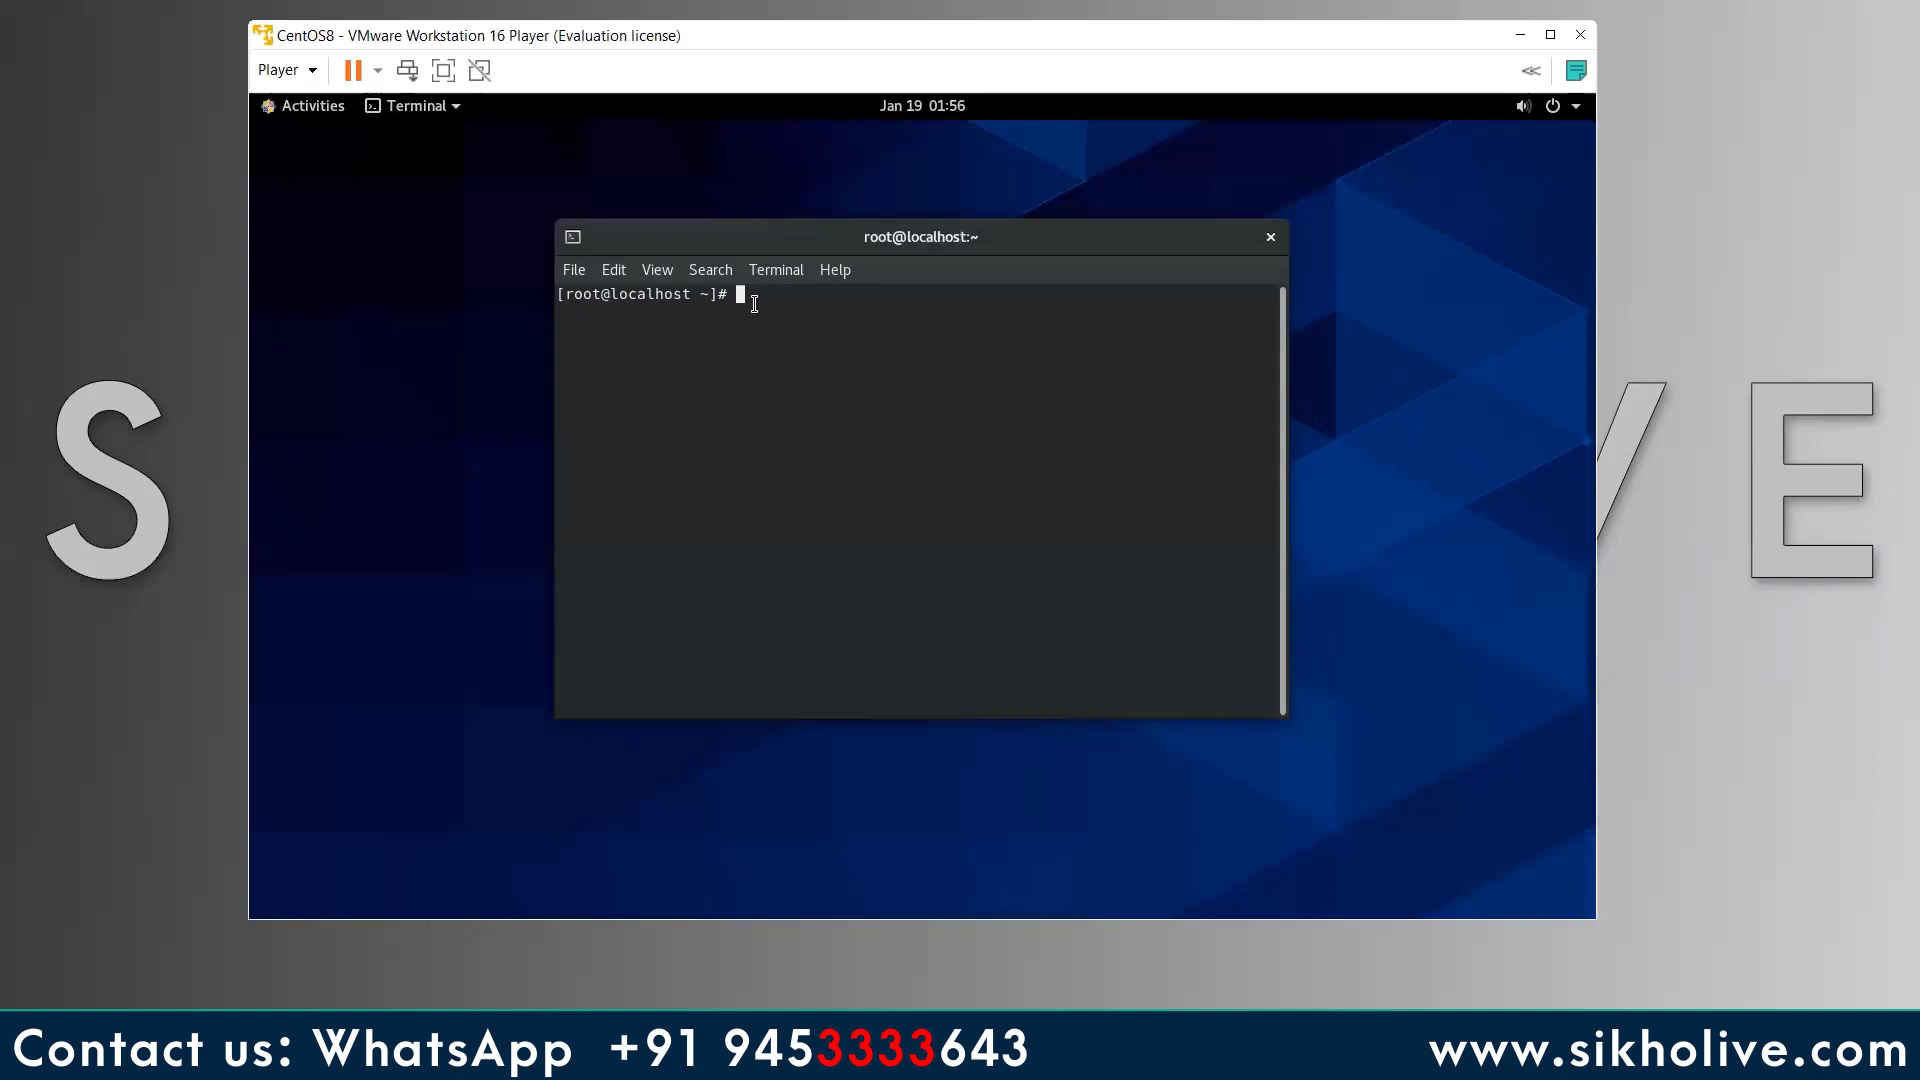 CentOS8 - VMware Workstation 16 Player (Evaluation license)
Player
Activities Terminal Jan 19 01:56
root@localhost:~
File Edit View Search Terminal Help
[root@localhost ~]#
S V E
Contact us: WhatsApp +91 9453333643 www.sikholive.com